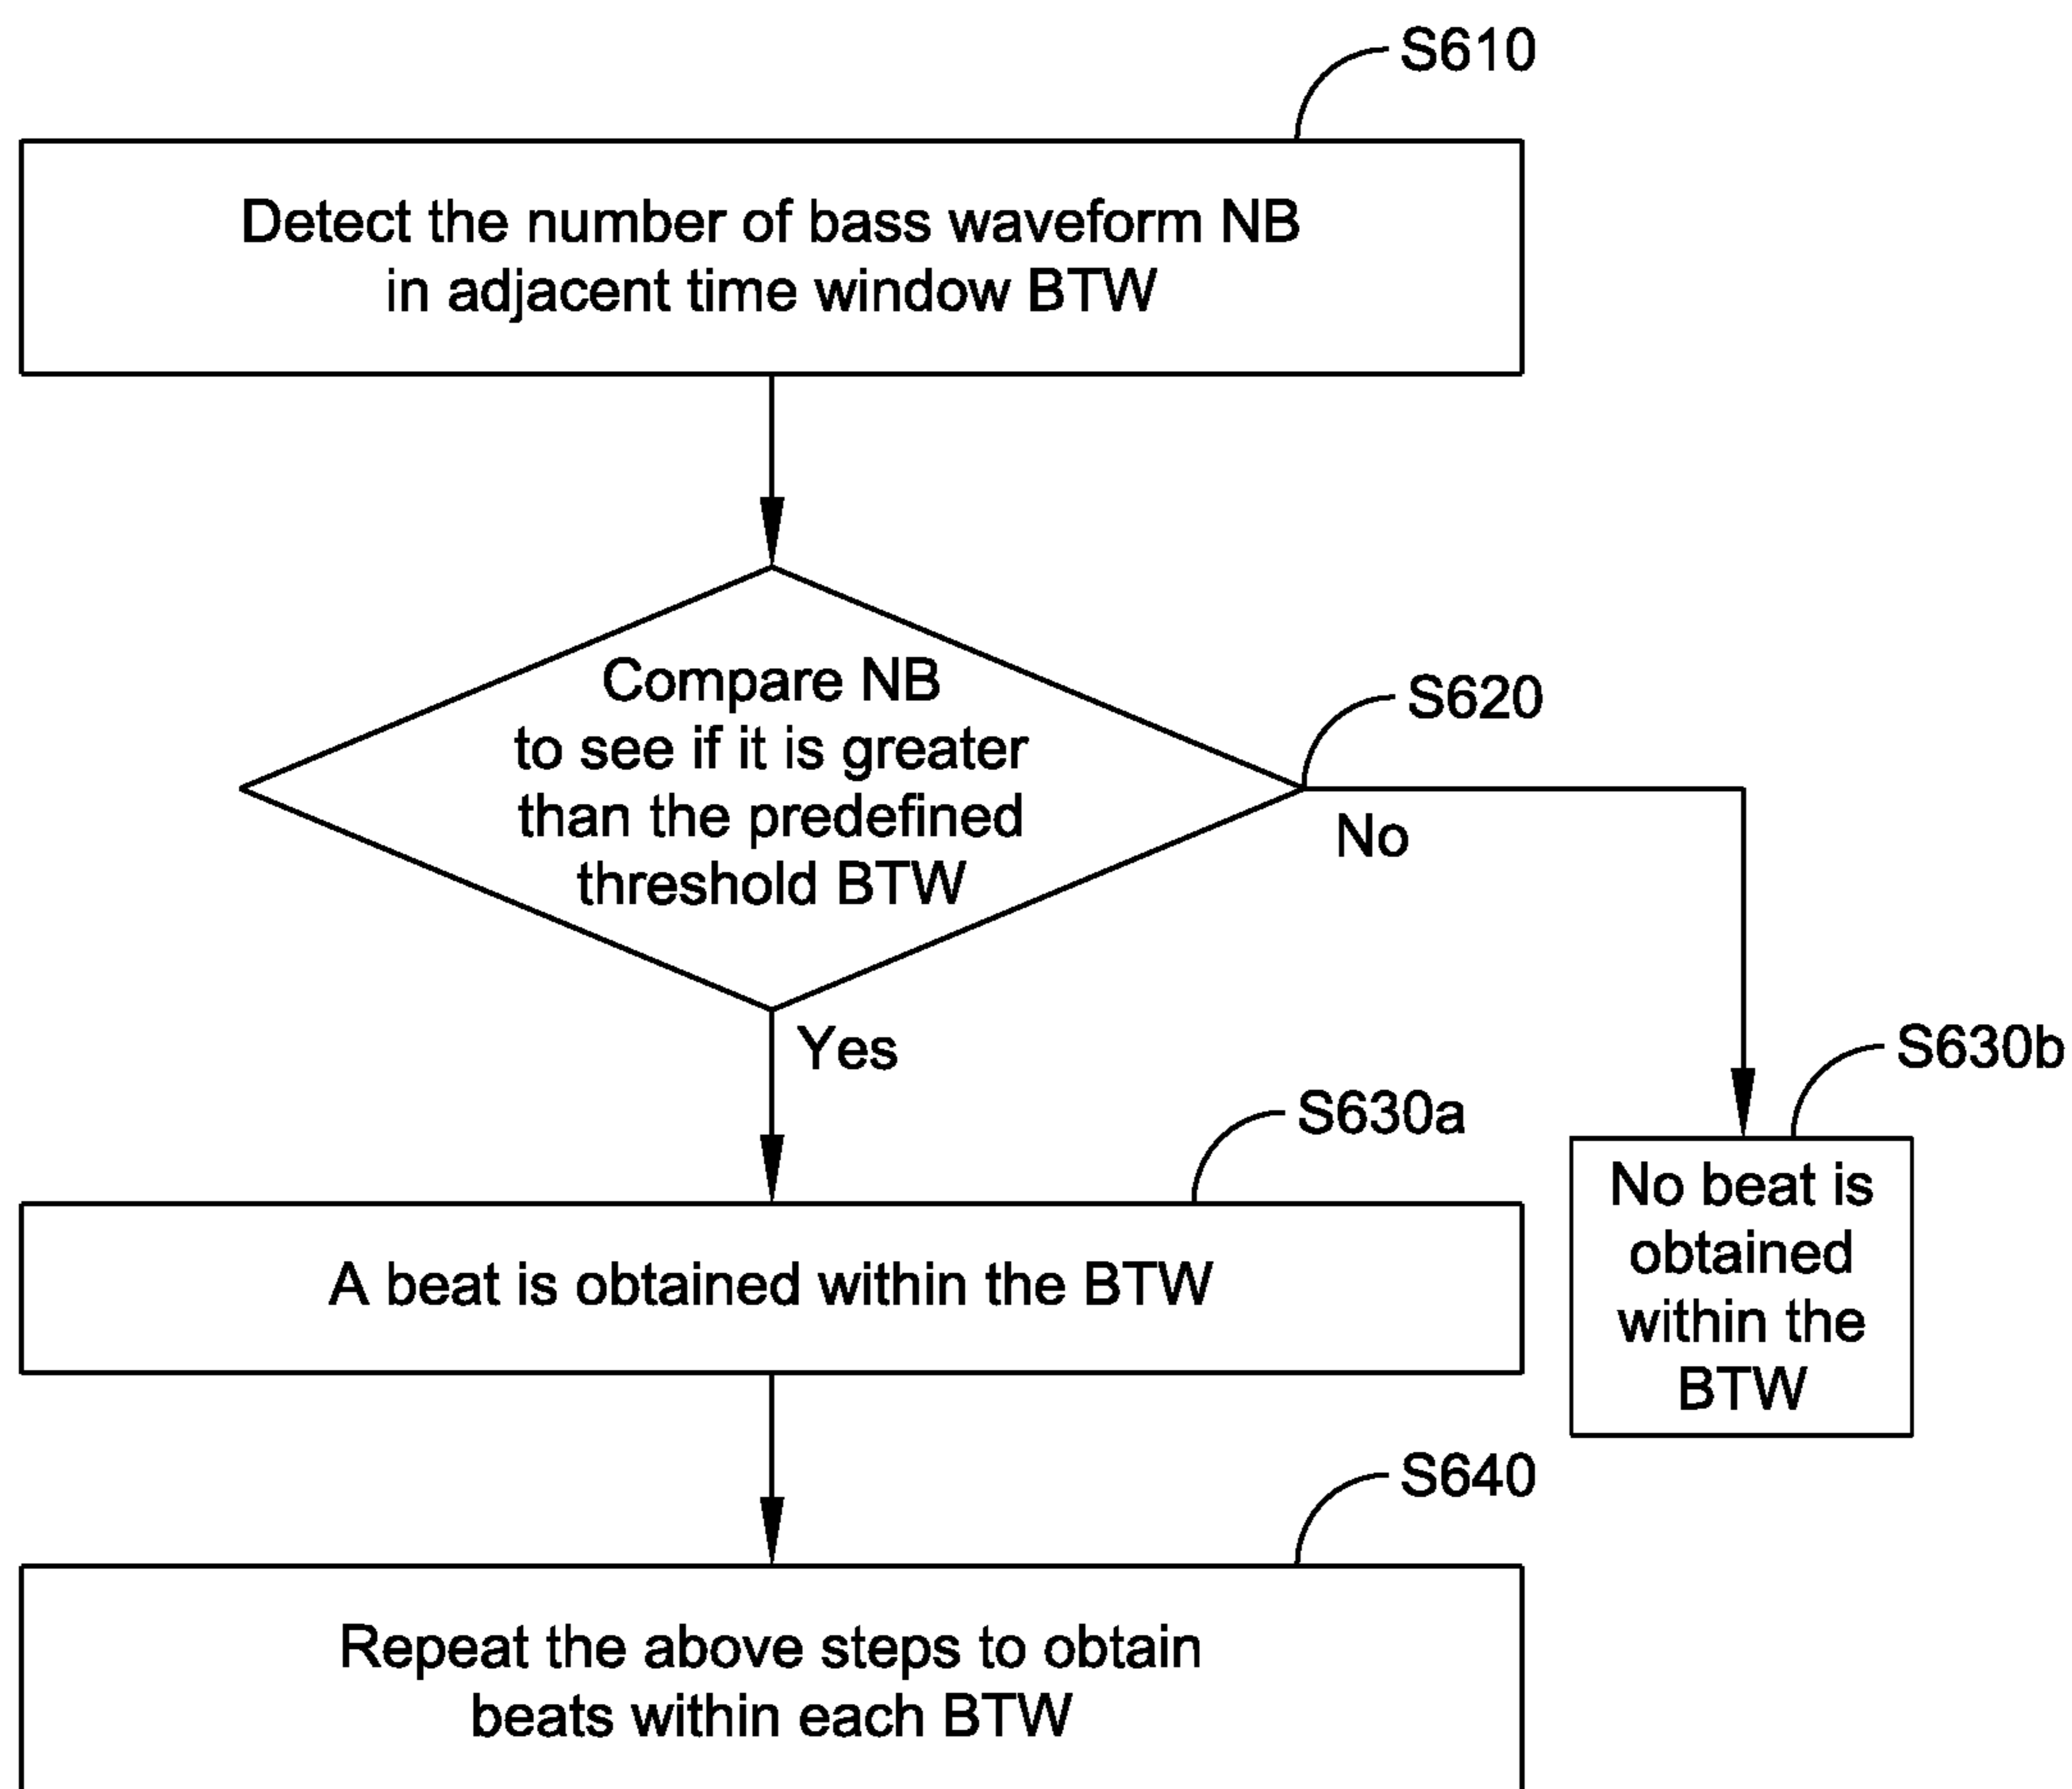 S610
Detect the number of bass waveform NB
in adjacent time window BTW
Compare NB
to see if it is greater
than the predefined
threshold BTW
S620
No
Yes
S630a
S630b
A beat is obtained within the BTW
No beat is
obtained
within the
BTW
S640
Repeat the above steps to obtain
beats within each BTW